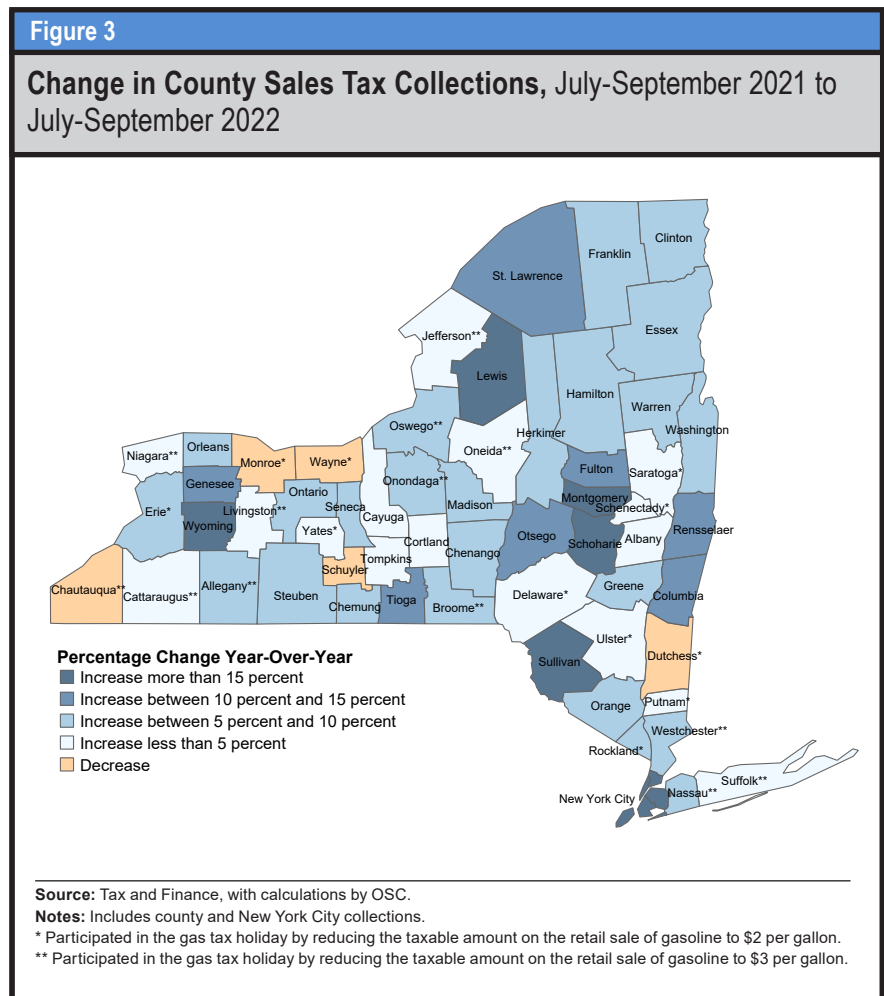 Figure 3
Change in County Sales Tax Collections, July-September 2021 to
July-September 2022
Clinton
Franklin
St. Lawrence
Essex
Jefferson**
Lewis
Hamilton
Warren
Oswego**
Washington
Herkimer
Orleans
Oneida**
Niagara**
Monroe*
Wayne*
Fulton
Saratoga*
Onondaga**
Genesee
Ontario
Montgomery
Madison
Seneca
Schenectady*
Erie*
Livingston**
Cayuga
Wyoming
Yates*
Rensselaer
Otsego
Albany
Cortland
Schoharie
Chenango
Tompkins
Schuyler
Allegany**
Greene
Chautauqua**
Cattaraugus**
Steuben
Delaware*
Columbia
Tioga
Chemung
Broome**
Ulster*
Dutchess*
Sullivan
Putnam*
Orange
Westchester**
Rockland*
Suffolk**
Nassau**
New York City
Percentage Change Year-Over-Year
Increase more than 15 percent
Increase between 10 percent and 15 percent
Increase between 5 percent and 10 percent
Increase less than 5 percent
Decrease
Source: Tax and Finance, with calculations by OSC.
Notes: Includes county and New York City collections.
* Participated in the gas tax holiday by reducing the taxable amount on the retail sale of gasoline to $2 per gallon.
** Participated in the gas tax holiday by reducing the taxable amount on the retail sale of gasoline to $3 per gallon.